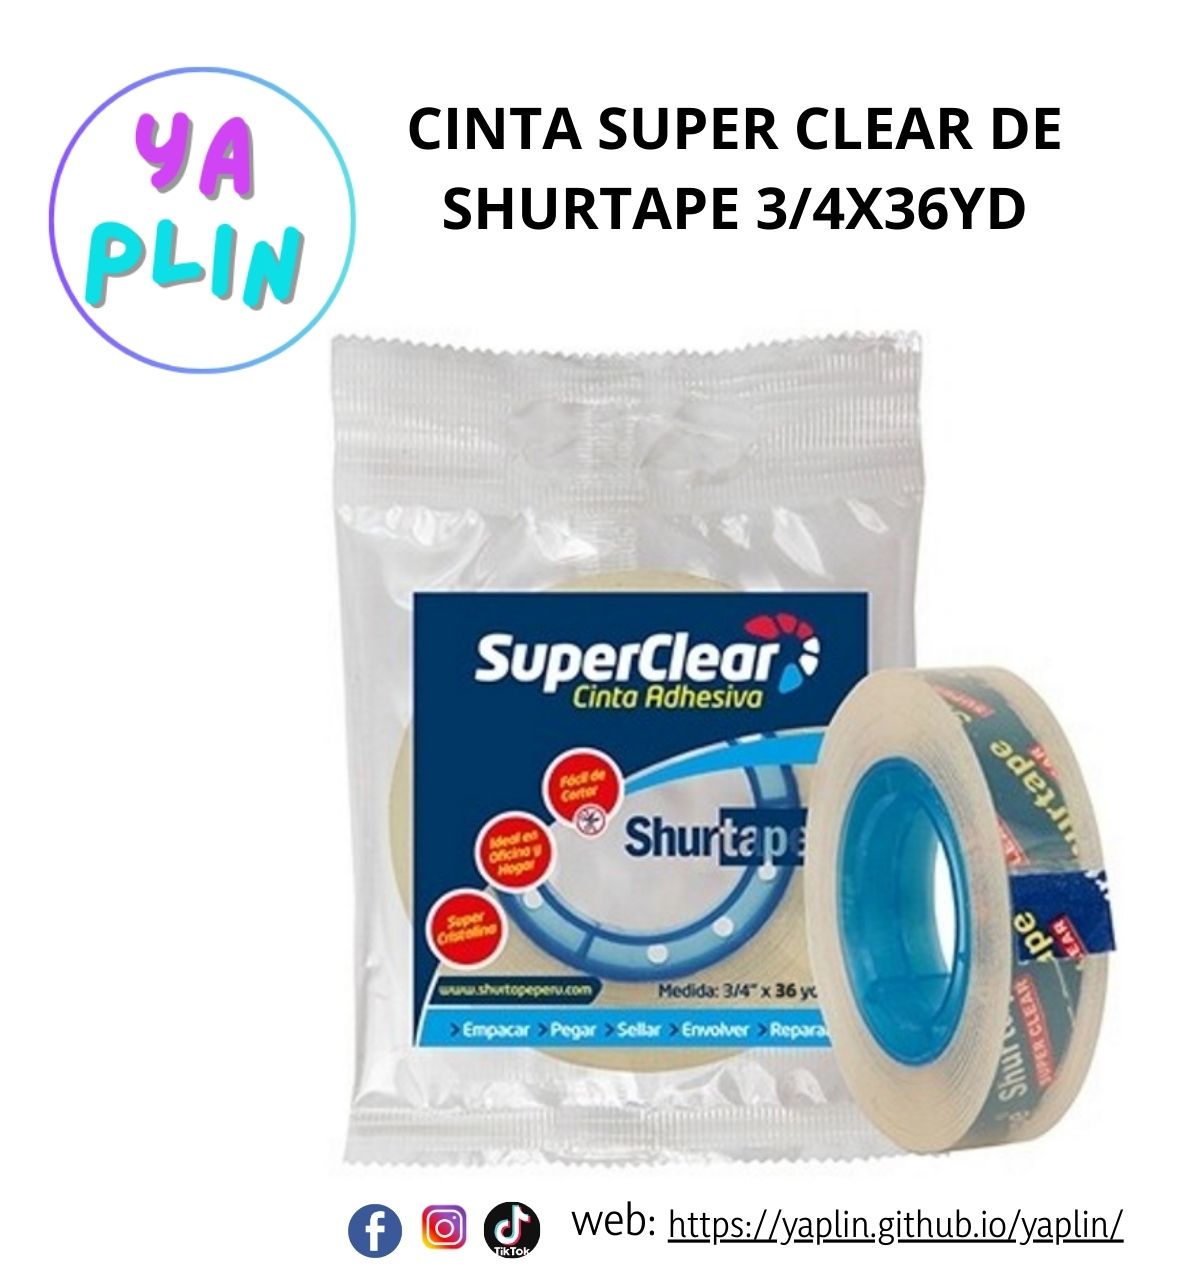 YA
PLIN
CINTA SUPER CLEAR DE
SHURTAPE 3/4X36YD
SuperClear
Cinta Adhesiva
Fácil de
Cortar
Ideal en
Oficina y
Hogar
Super
Cristalina
Shurtape
www.shurtapeperu.com
Medida: 3/4" x 36 yd
> Empacar > Pegar > Sellar > Envolver > Repara
Shurtape
SUPER CLEAR
TikTok
web: https://yaplin.github.io/yaplin/